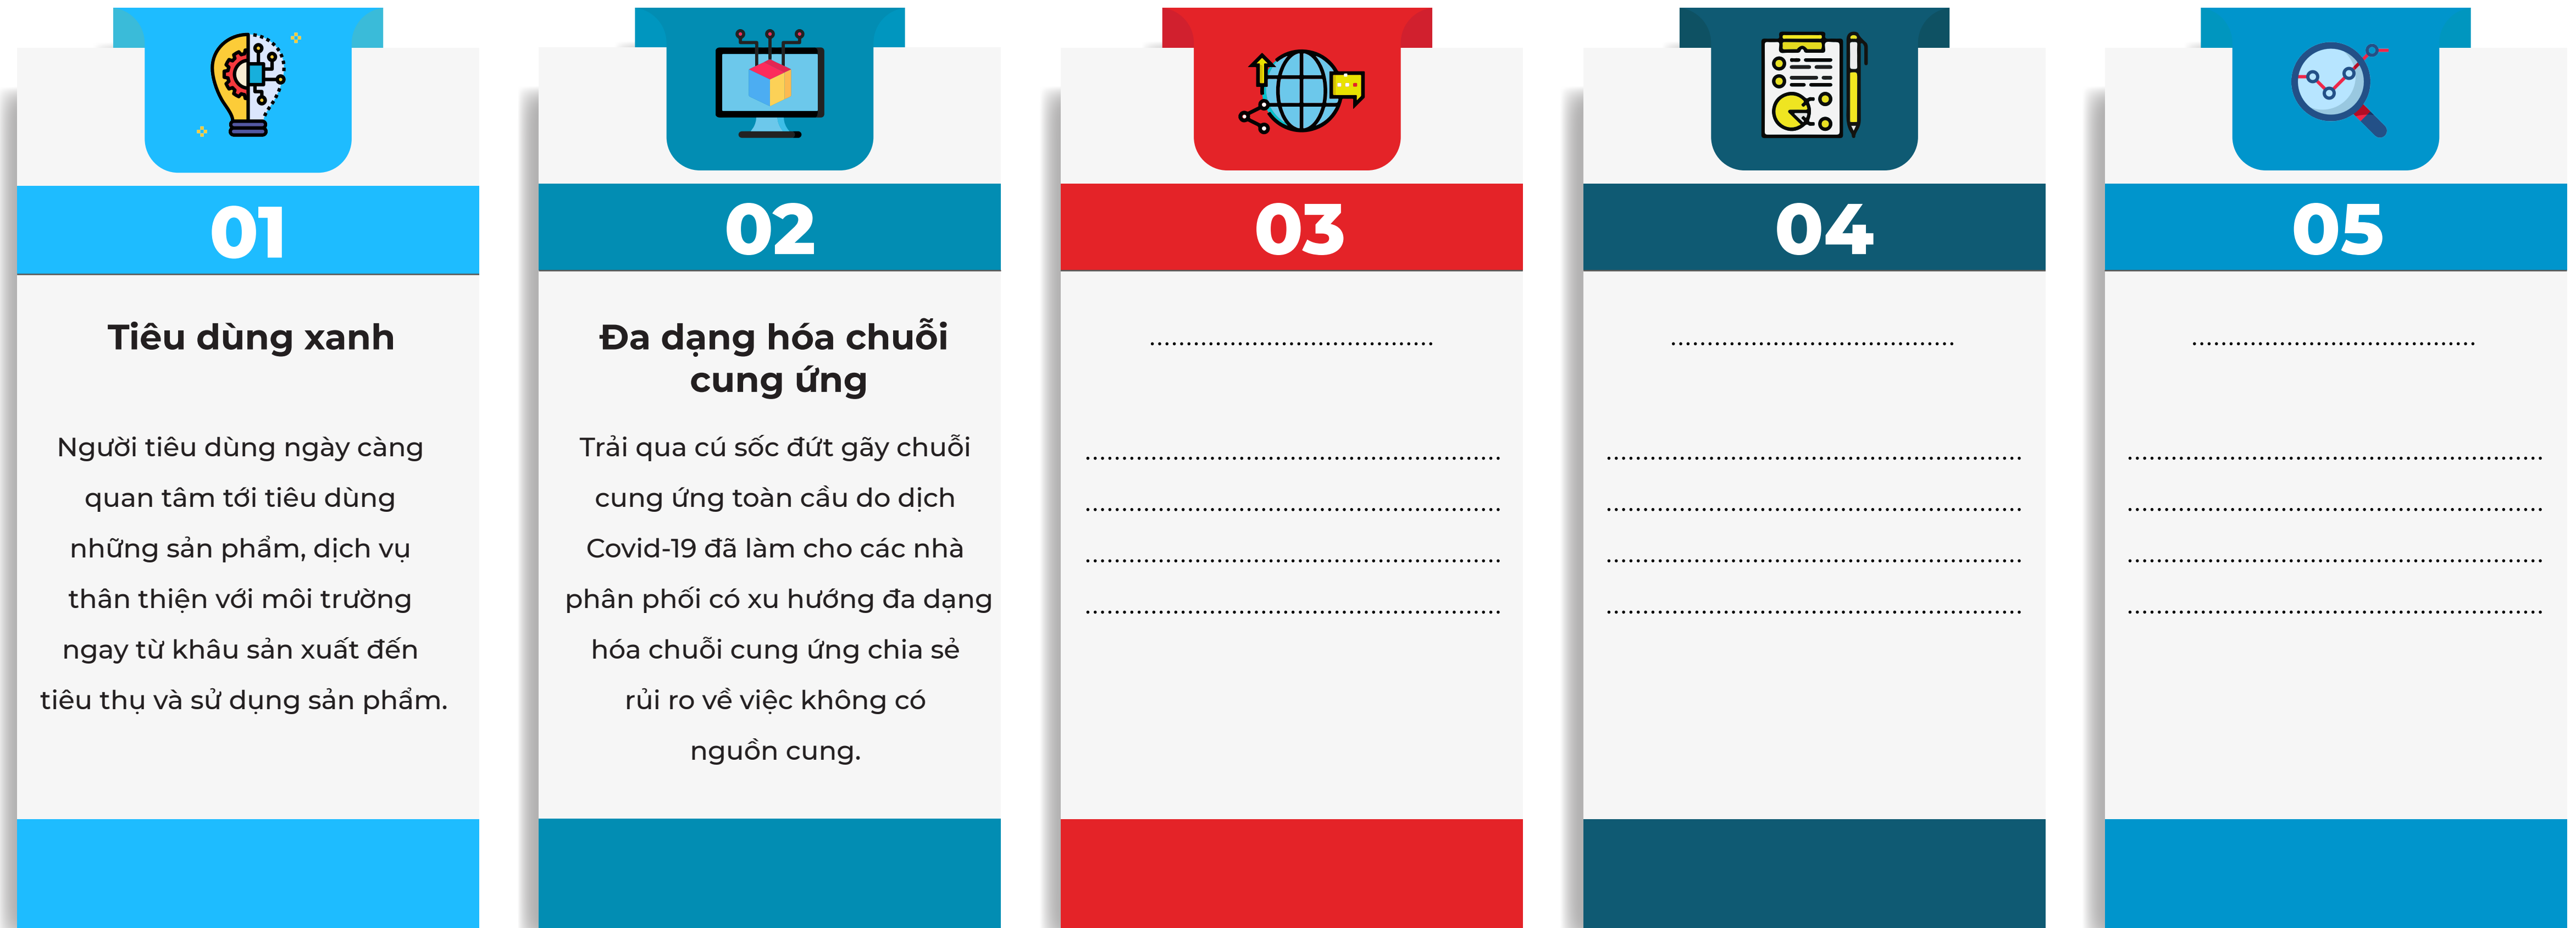 01
Tiêu dùng xanh
Người tiêu dùng ngày càng
quan tâm tới tiêu dùng
những sản phẩm, dịch vụ
thân thiện với môi trường
ngay từ khâu sản xuất đến
tiêu thụ và sử dụng sản phẩm.
02
Đa dạng hóa chuỗi
cung ứng
Trải qua cú sốc đứt gãy chuỗi
cung ứng toàn cầu do dịch
Covid-19 đã làm cho các nhà
phân phối có xu hướng đa dạng
hóa chuỗi cung ứng chia sẻ
rủi ro về việc không có
nguồn cung.
03
04
05